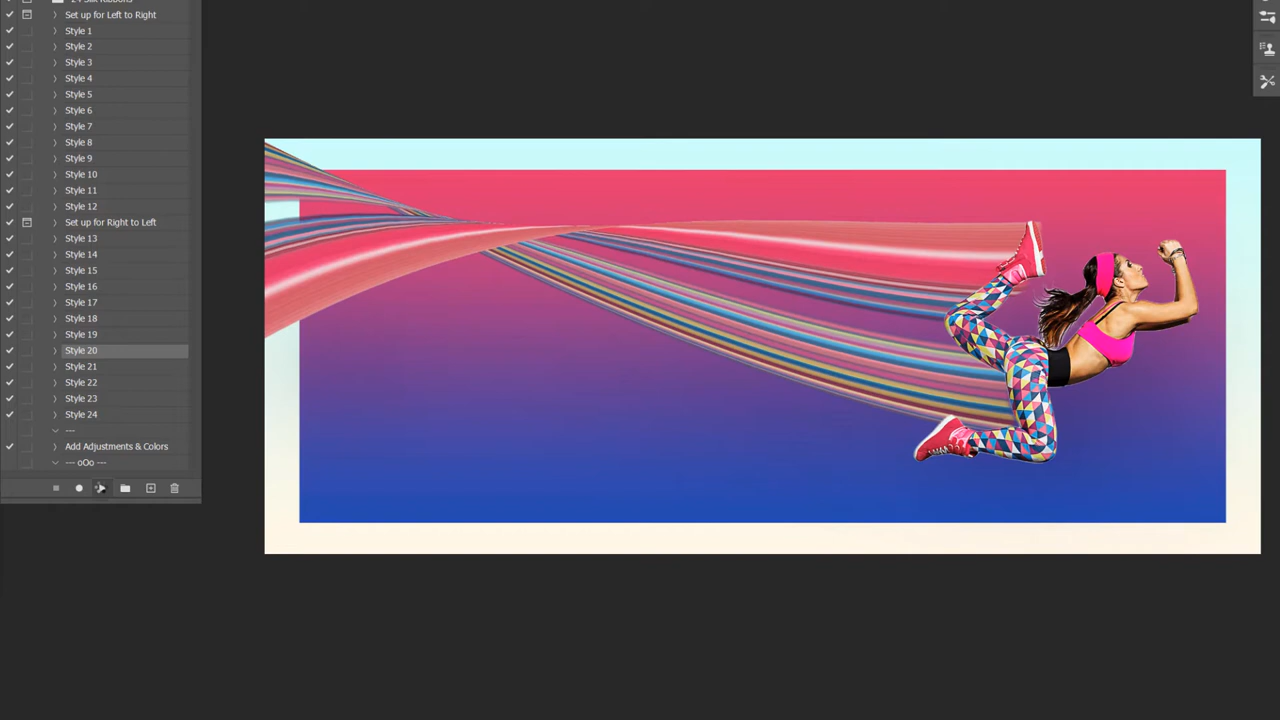 24 Silk Ribbons
Set up for Left to Right
Style 1
Style 2
Style 3
Style 4
Style 5
Style 6
Style 7
Style 8
Style 9
Style 10
Style 11
Style 12
Set up for Right to Left
Style 13
Style 14
Style 15
Style 16
Style 17
Style 18
Style 19
Style 20
Style 21
Style 22
Style 23
Style 24
---
Add Adjustments & Colors
--- oOo ---